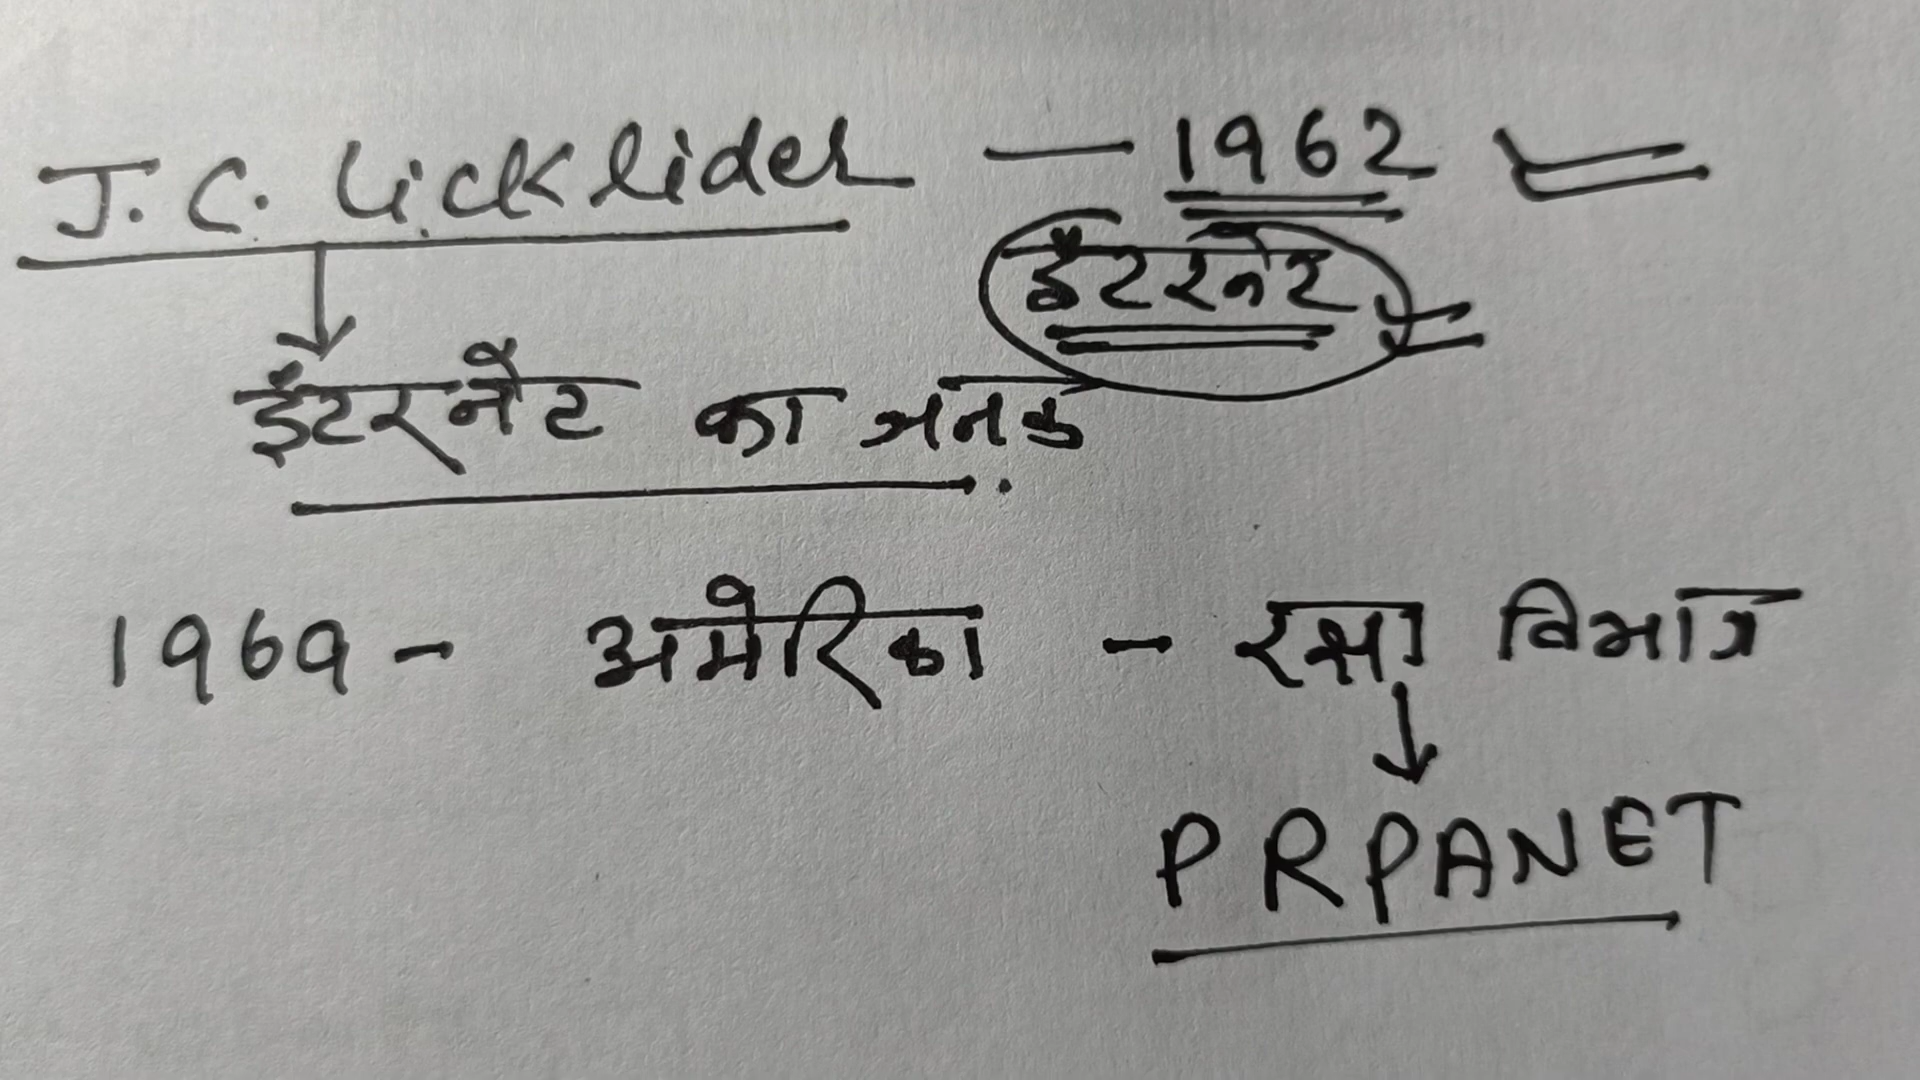 J. C. Licklider — 1962
इंटरनेट
इंटरनेट का जनक
1969 - अमेरिका - रक्षा विभाग
PRPANET